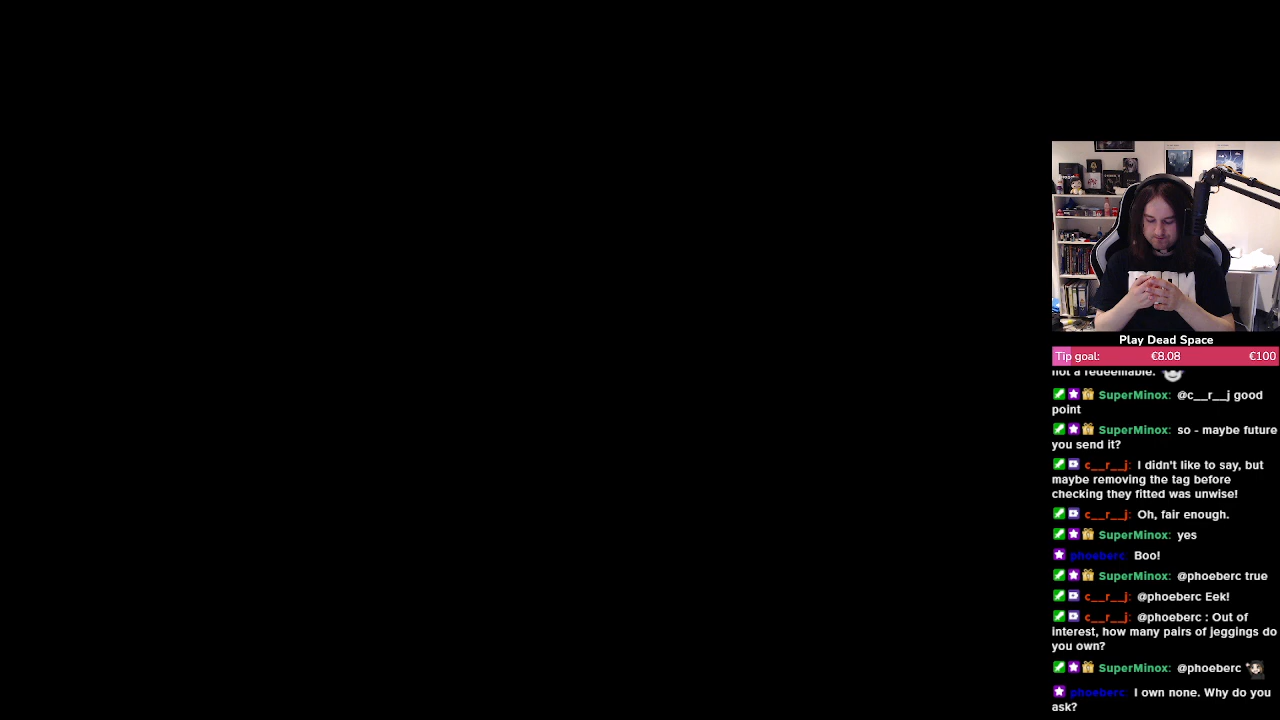 Play Dead Space
Tip goal: €8.08 €100
not a redeemable.
SuperMinox: @c__r__j good
point
SuperMinox: so - maybe future
you send it?
c__r__j: I didn't like to say, but
maybe removing the tag before
checking they fitted was unwise!
c__r__j: Oh, fair enough.
SuperMinox: yes
phoeberc: Boo!
SuperMinox: @phoeberc true
c__r__j: @phoeberc Eek!
c__r__j: @phoeberc : Out of
interest, how many pairs of jeggings do
you own?
SuperMinox: @phoeberc
phoeberc: I own none. Why do you
ask?